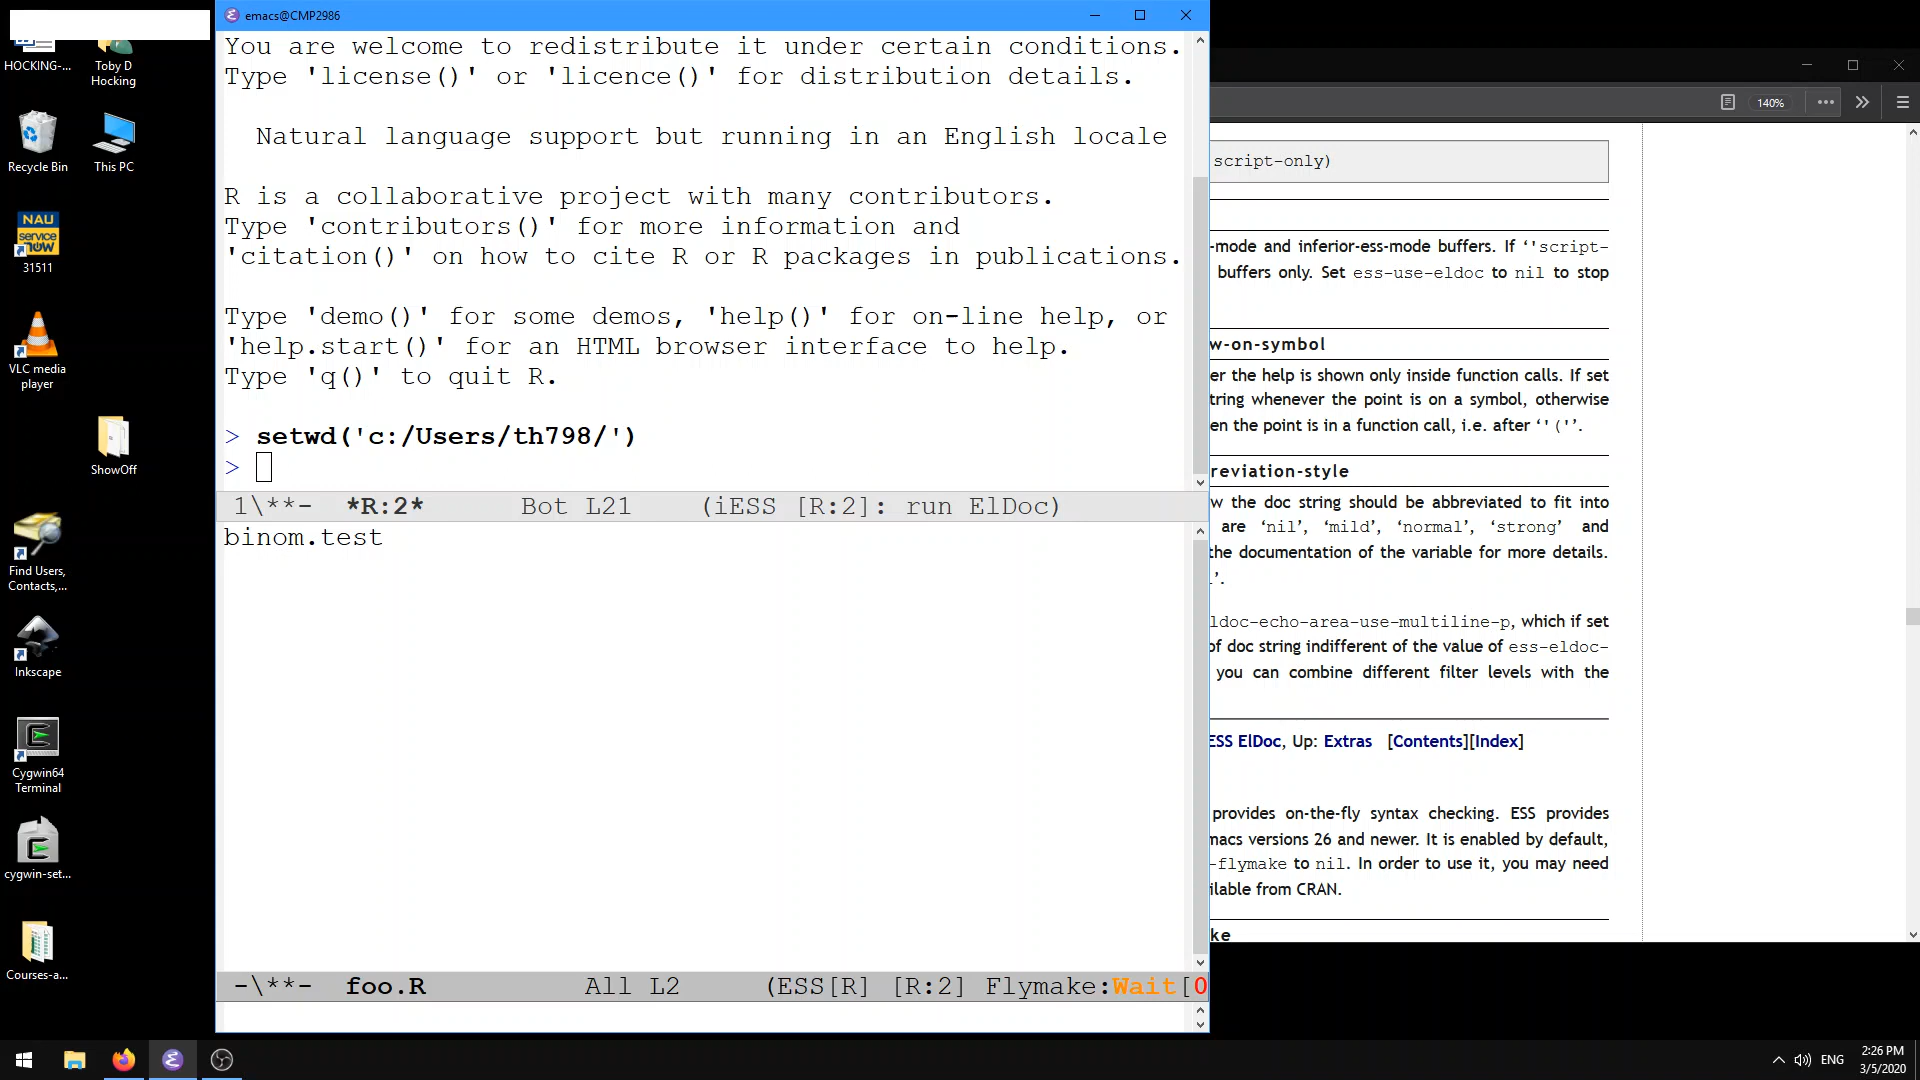 HOCKING-...
Toby D
Hocking
Recycle Bin
This PC
NAU
service
now
31511
VLC media
player
ShowOff
Find Users,
Contacts,...
Inkscape
Cygwin64
Terminal
cygwin-set...
Courses-a...
emacs@CMP2986
You are welcome to redistribute it under certain conditions.
Type 'license()' or 'licence()' for distribution details.
Natural language support but running in an English locale
R is a collaborative project with many contributors.
Type 'contributors()' for more information and
'citation()' on how to cite R or R packages in publications.
Type 'demo()' for some demos, 'help()' for on-line help, or
'help.start()' for an HTML browser interface to help.
Type 'q()' to quit R.
> setwd('c:/Users/th798/')
>
1\**- *R:2* Bot L21 (iESS [R:2]: run ElDoc)
binom.test
-\**- foo.R All L2 (ESS[R] [R:2] Flymake:Wait[0
140%
script-only)
-mode and inferior-ess-mode buffers. If ‘'script-
buffers only. Set ess-use-eldoc to nil to stop
w-on-symbol
er the help is shown only inside function calls. If set
tring whenever the point is on a symbol, otherwise
en the point is in a function call, i.e. after ‘'('’.
reviation-style
w the doc string should be abbreviated to fit into
are ‘nil’, ‘mild’, ‘normal’, ‘strong’ and
the documentation of the variable for more details.
’.
ldoc-echo-area-use-multiline-p, which if set
of doc string indifferent of the value of ess-eldoc-
you can combine different filter levels with the
ESS ElDoc, Up: Extras [Contents][Index]
provides on-the-fly syntax checking. ESS provides
macs versions 26 and newer. It is enabled by default,
-flymake to nil. In order to use it, you may need
ilable from CRAN.
ke
ENG
2:26 PM
3/5/2020